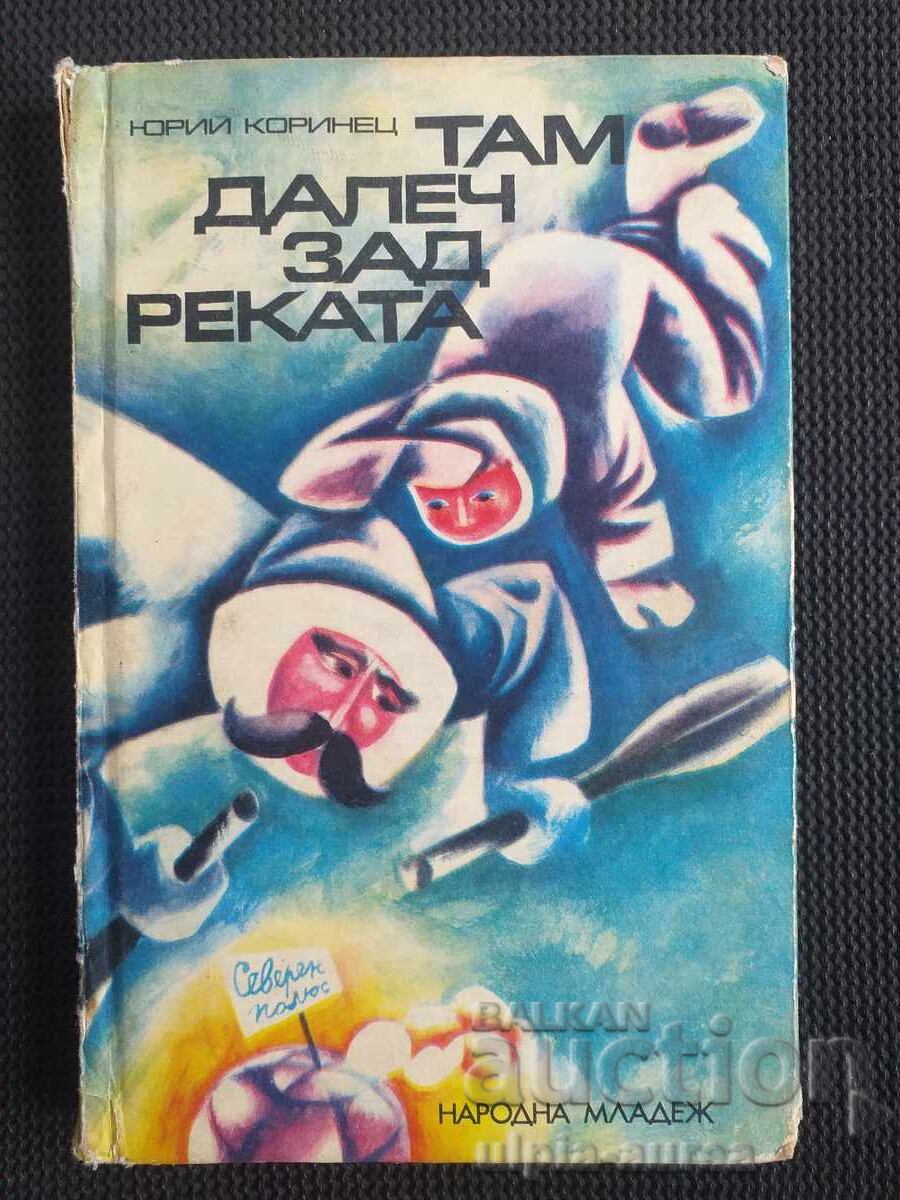 ЮРИЙ КОРИНЕЦ ТАМ
ДАЛЕЧ
ЗАД
РЕКАТА
Северен
полюс
BALKAN
auction
НАРОДНА МЛАДЕЖ
ulpia-aurea